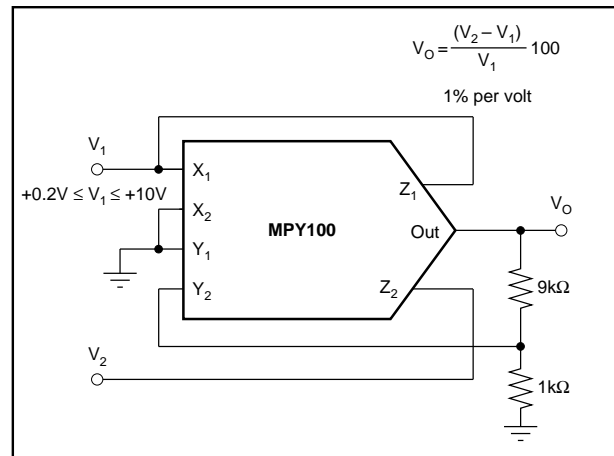 V_O = (V_2 – V_1) / V_1 100
1% per volt
V_1
+0.2V ≤ V_1 ≤ +10V
X_1
X_2
Y_1
Y_2
MPY100
Z_1
Out
Z_2
V_O
9kΩ
1kΩ
V_2